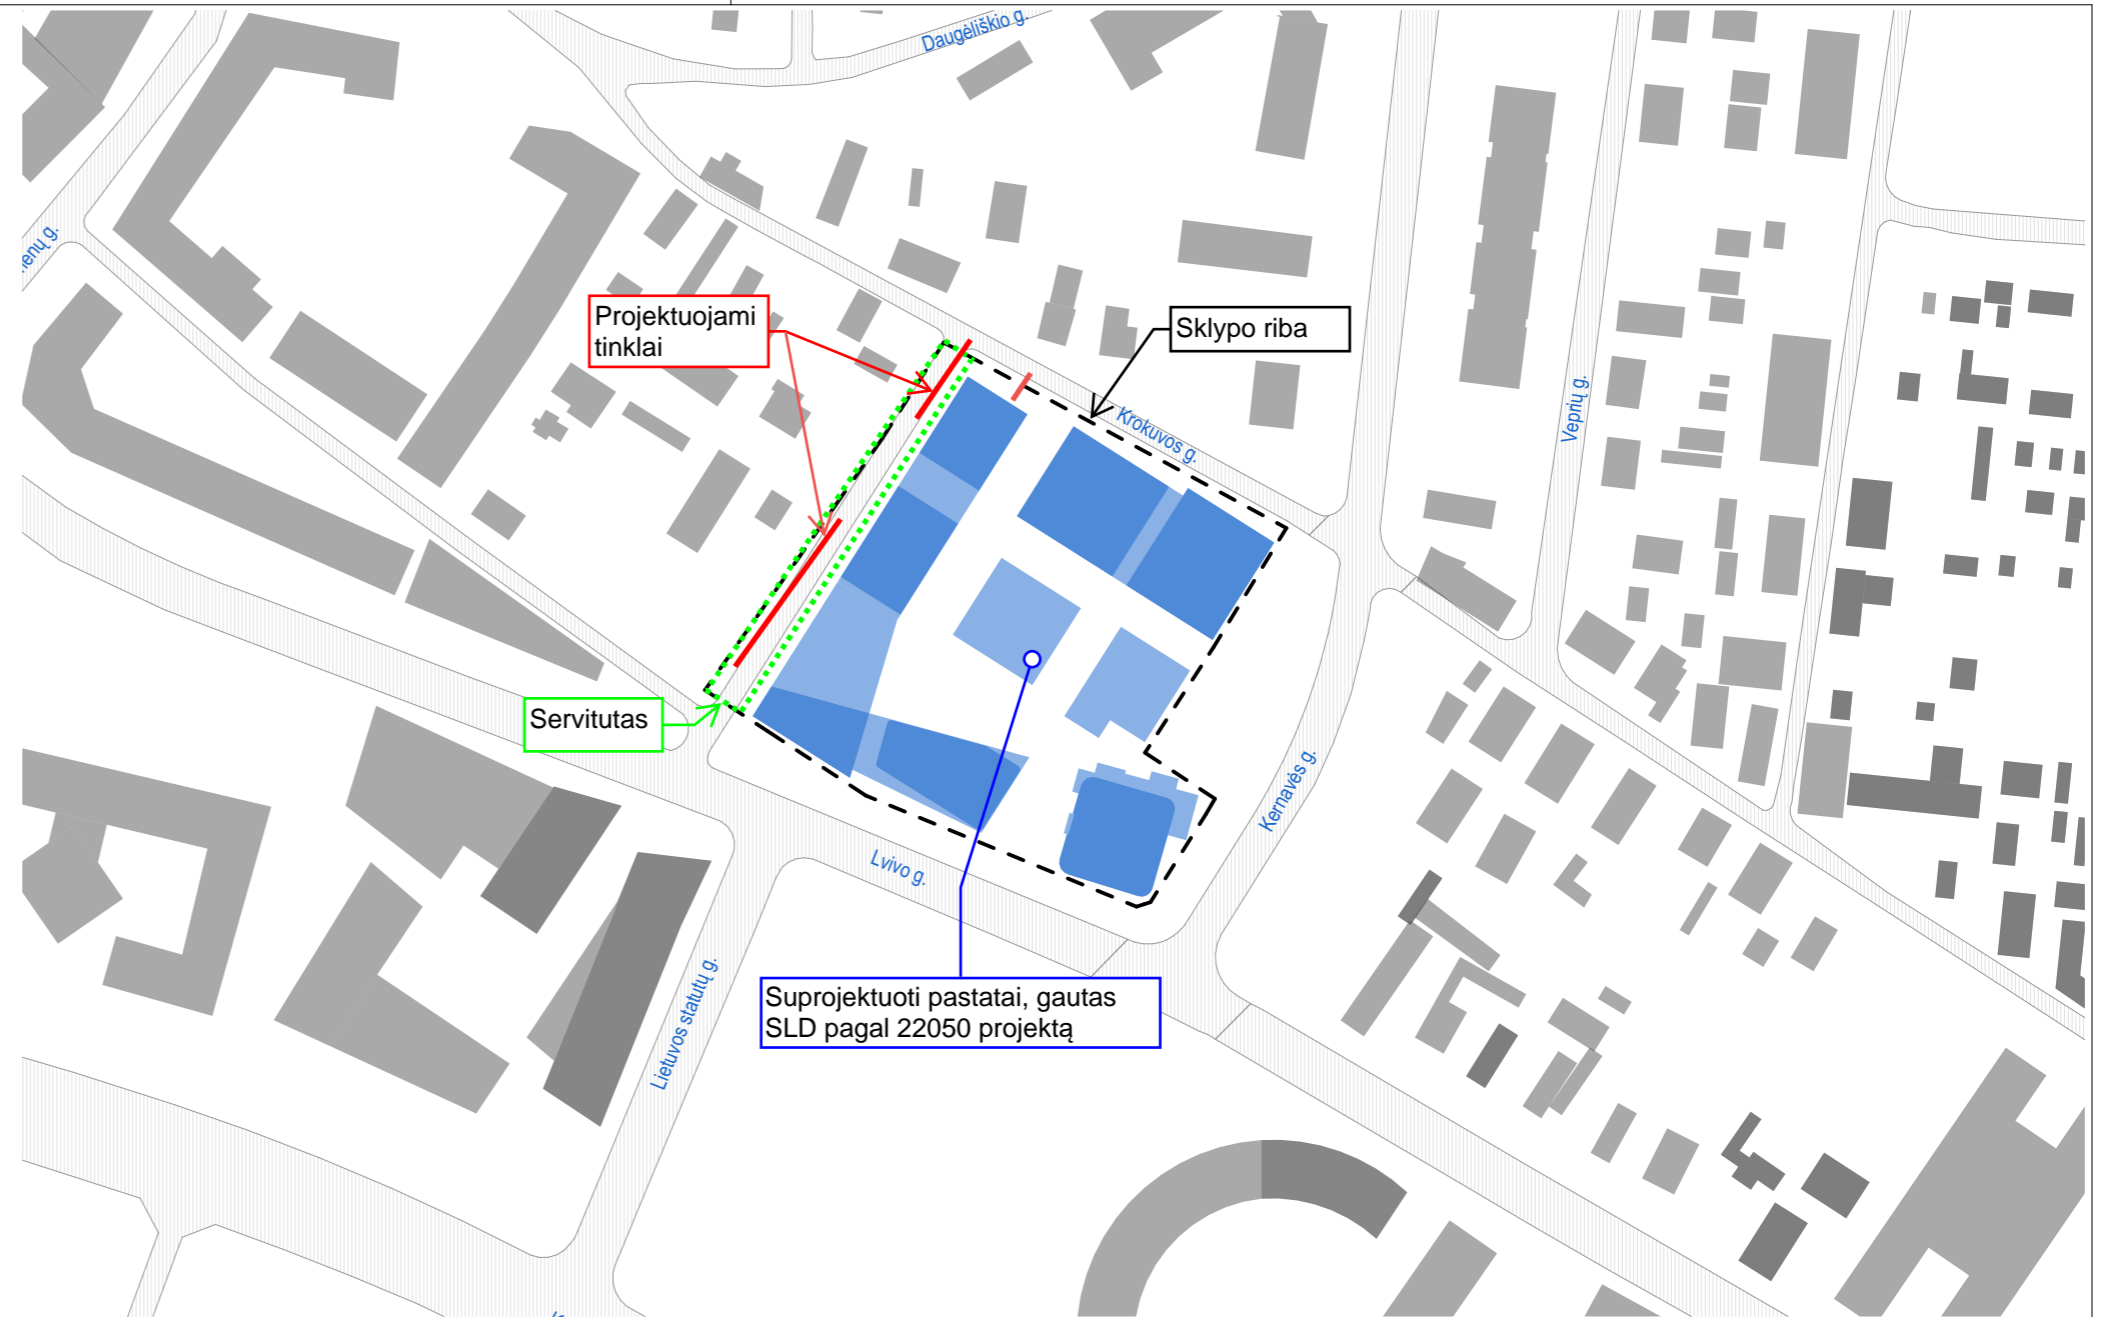 Daugėliškio g.
Projektuojami
tinklai
Sklypo riba
Krokuvos g.
Veprių g.
Servitutas
Kernavės g.
Lvivo g.
Lietuvos statutų g.
Suprojektuoti pastatai, gautas
SLD pagal 22050 projektą